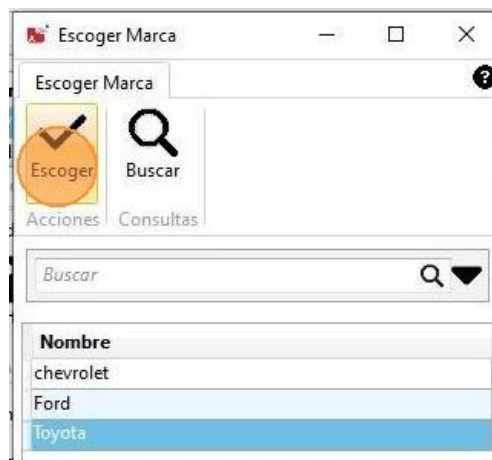 Escoger Marca
Escoger Marca
Escoger Buscar
Acciones Consultas
Buscar
Nombre
chevrolet
Ford
Toyota